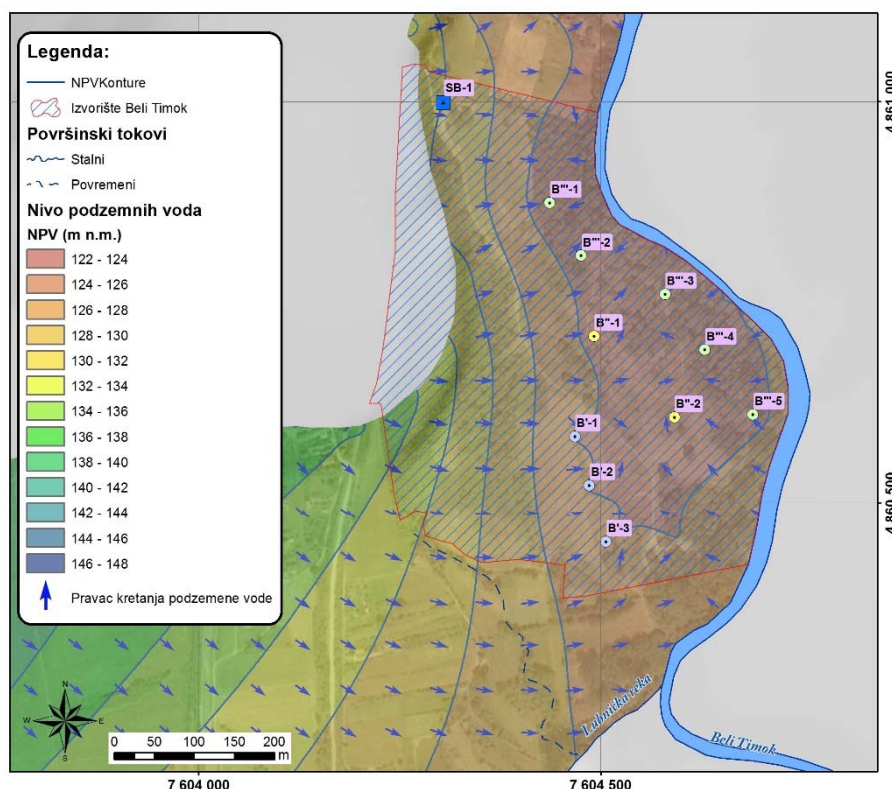 Legenda:
NPVKonture
Izvorište Beli Timok
Površinski tokovi
Stalni
Povremeni
Nivo podzemnih voda
NPV (m n.m.)
122 - 124
124 - 126
126 - 128
128 - 130
130 - 132
132 - 134
134 - 136
136 - 138
138 - 140
140 - 142
142 - 144
144 - 146
146 - 148
Pravac kretanja podzemene vode
N
W E
S
0 50 100 150 200
m
SB-1
B'''-1
B'''-2
B'''-3
B''-1
B'''-4
B''-2
B'''-5
B'-1
B'-2
B'-3
Lubnička reka
Beli Timok
4 861 000
4 860 500
7 604 000
7 604 500